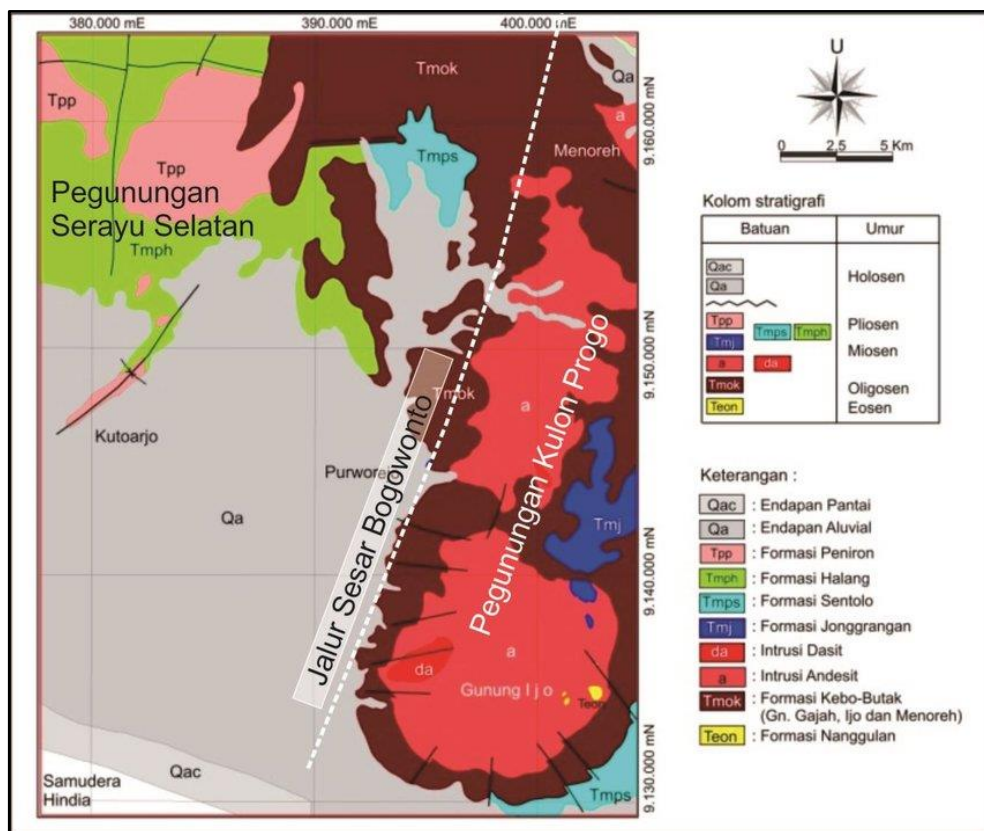 380.000 mE
390.000 mE
400.000 mE
Tpp
Tmok
Qa
a
Tpp
Tmps
Menoreh
9.160.000 mN
Pegunungan
Serayu Selatan
Tmph
9.150.000 mN
Tmok
a
Kutoarjo
Purworejo
Jalur Sesar Bogowonto
Pegunungan Kulon Progo
Qa
Tmj
9.140.000 mN
da
a
Gunung Ijo
Teon
Qac
Samudera
Hindia
Tmps
9.130.000 mN
U
0 2.5 5 Km
Kolom stratigrafi
Batuan Umur
Qac
Qa
Holosen
Tpp Tmps Tmph Pliosen
Tmj Miosen
a da
Tmok Oligosen
Teon Eosen
Keterangan :
Qac : Endapan Pantai
Qa : Endapan Aluvial
Tpp : Formasi Peniron
Tmph : Formasi Halang
Tmps : Formasi Sentolo
Tmj : Formasi Jonggrangan
da : Intrusi Dasit
a : Intrusi Andesit
Tmok : Formasi Kebo-Butak
(Gn. Gajah, Ijo dan Menoreh)
Teon : Formasi Nanggulan